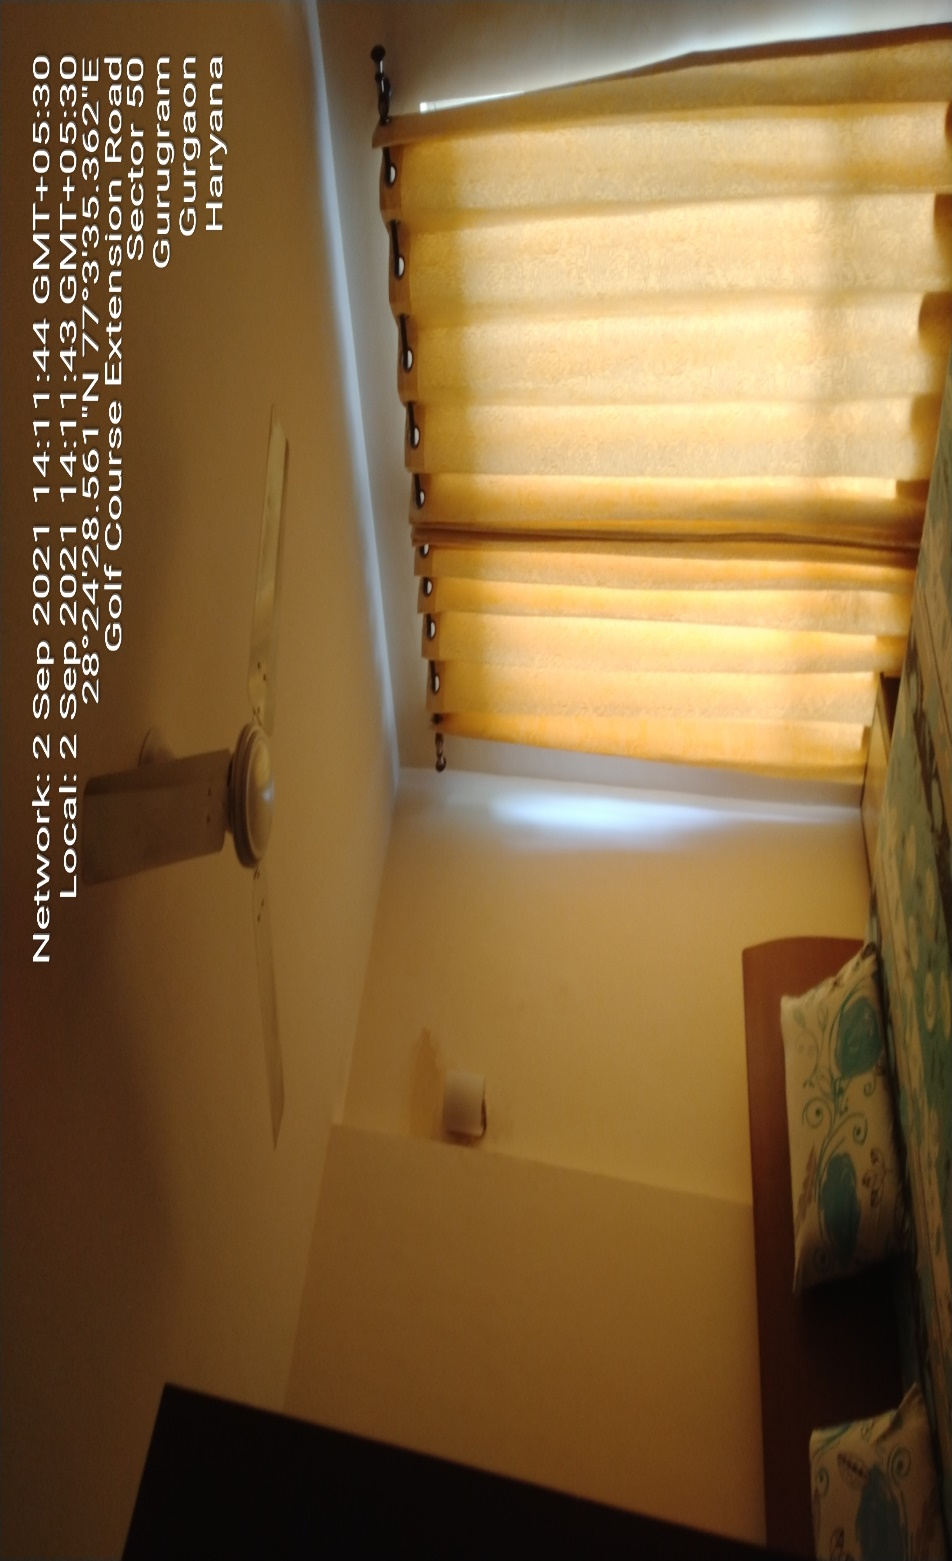 Network: 2 Sep 2021 14:11:44 GMT+05:30
Local: 2 Sep 2021 14:11:43 GMT+05:30
28°24'28.561"N 77°3'35.362"E
Golf Course Extension Road
Sector 50
Gurugram
Gurgaon
Haryana